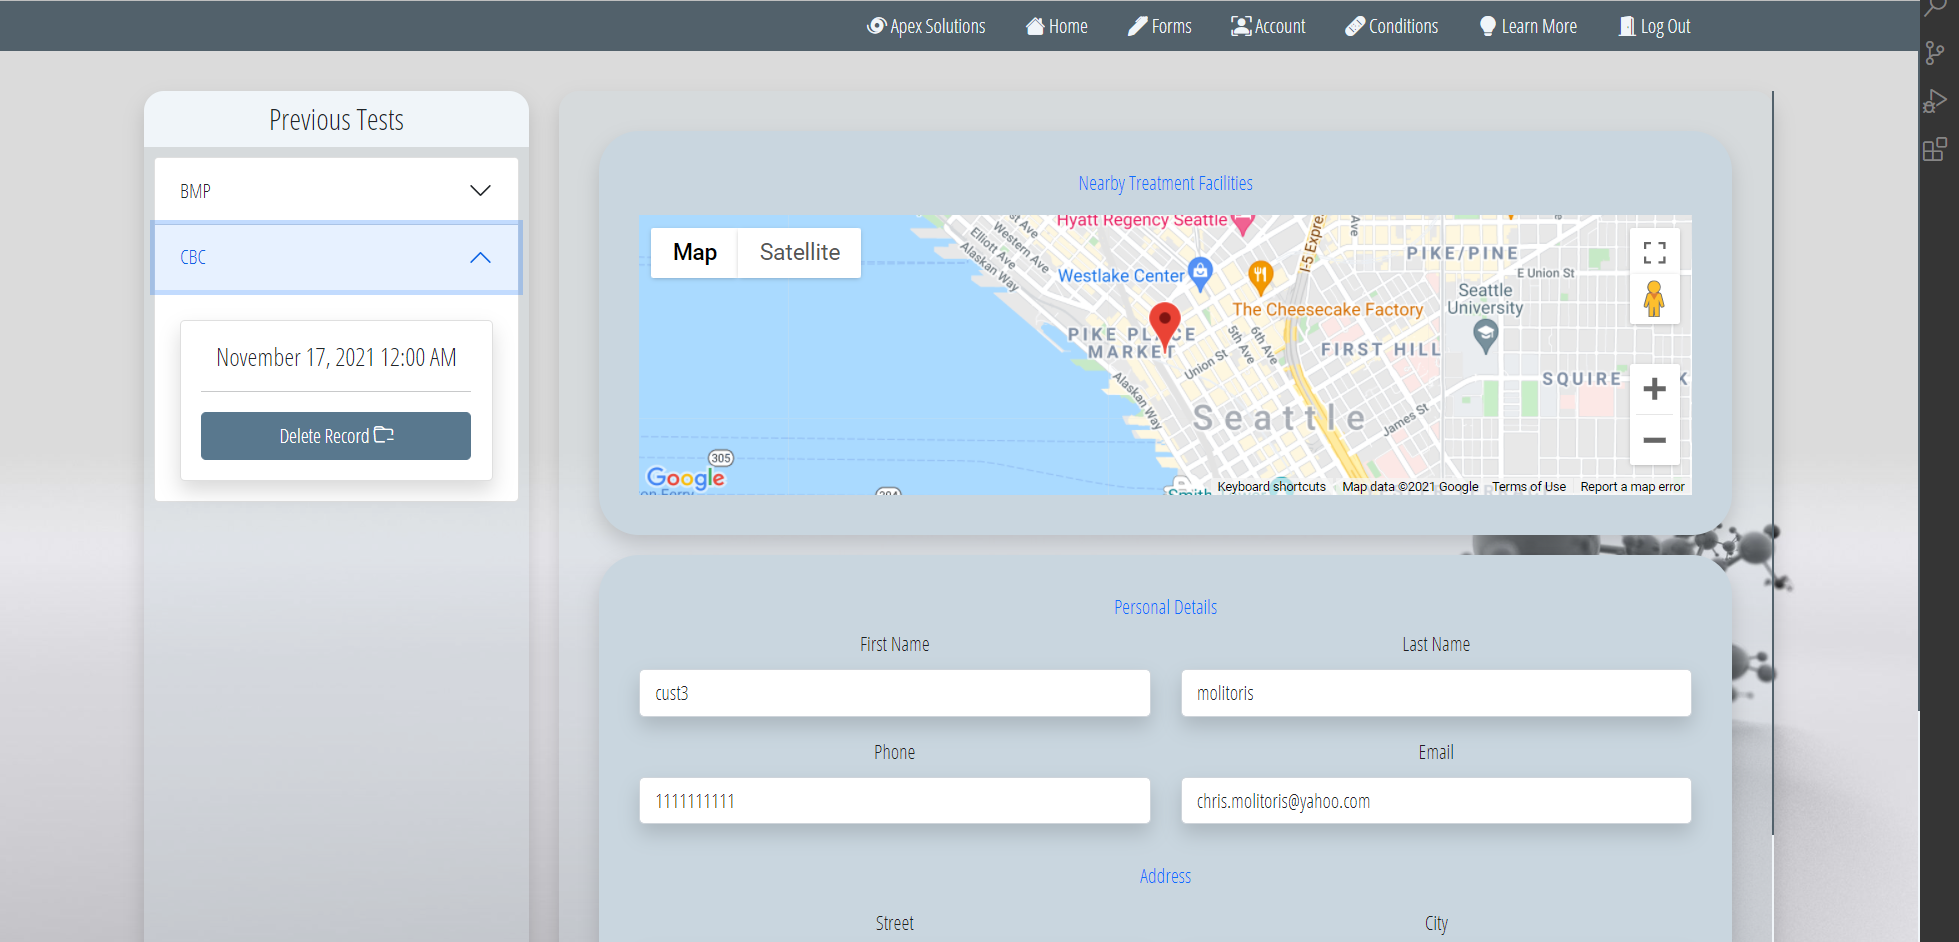 Apex Solutions Home Forms Account Conditions Learn More Log Out
Previous Tests
BMP
CBC
November 17, 2021 12:00 AM
Delete Record
Nearby Treatment Facilities
Map Satellite
Hyatt Regency Seattle
Elliott Ave
Western Ave
Alaskan Way
Westlake Center
I-5 Expre
PIKE/PINE
E Union St
Seattle
University
The Cheesecake Factory
PIKE PLACE
MARKET
5th Ave
6th Ave
Union St
FIRST HILL
SQUIRE
K
Alaskan Way
Seattle
James St
305
Google
Keyboard shortcuts Map data ©2021 Google Terms of Use Report a map error
Personal Details
First Name Last Name
cust3 molitoris
Phone Email
1111111111 chris.molitoris@yahoo.com
Address
Street City